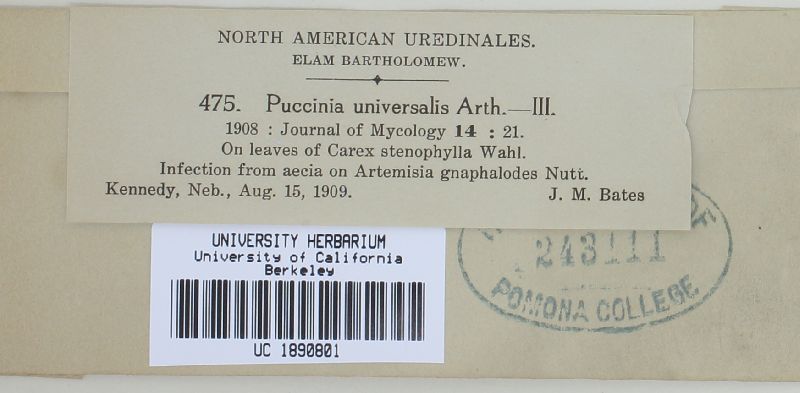 NORTH AMERICAN UREDINALES.
ELAM BARTHOLOMEW.
475. Puccinia universalis Arth.—III.
1908 : Journal of Mycology 14 : 21.
On leaves of Carex stenophylla Wahl.
Infection from aecia on Artemisia gnaphalodes Nutt.
Kennedy, Neb., Aug. 15, 1909. J. M. Bates
OF
243111
POMONA COLLEGE
UNIVERSITY HERBARIUM
University of California
Berkeley
UC 1890801